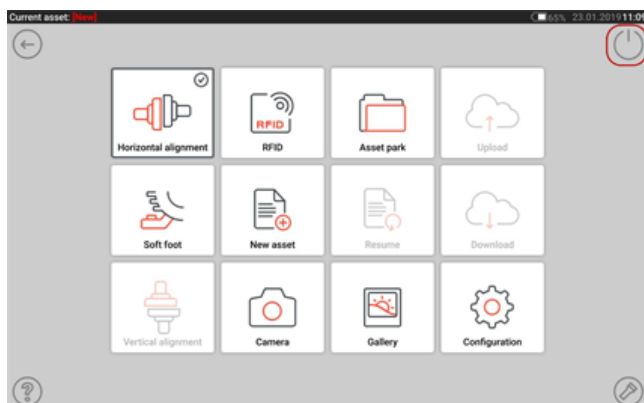 Current asset: [New]
65% 23.01.2019 11:09
Horizontal alignment
RFID
RFID
Asset park
Upload
Soft foot
New asset
Resume
Download
Vertical alignment
Camera
Gallery
Configuration
?